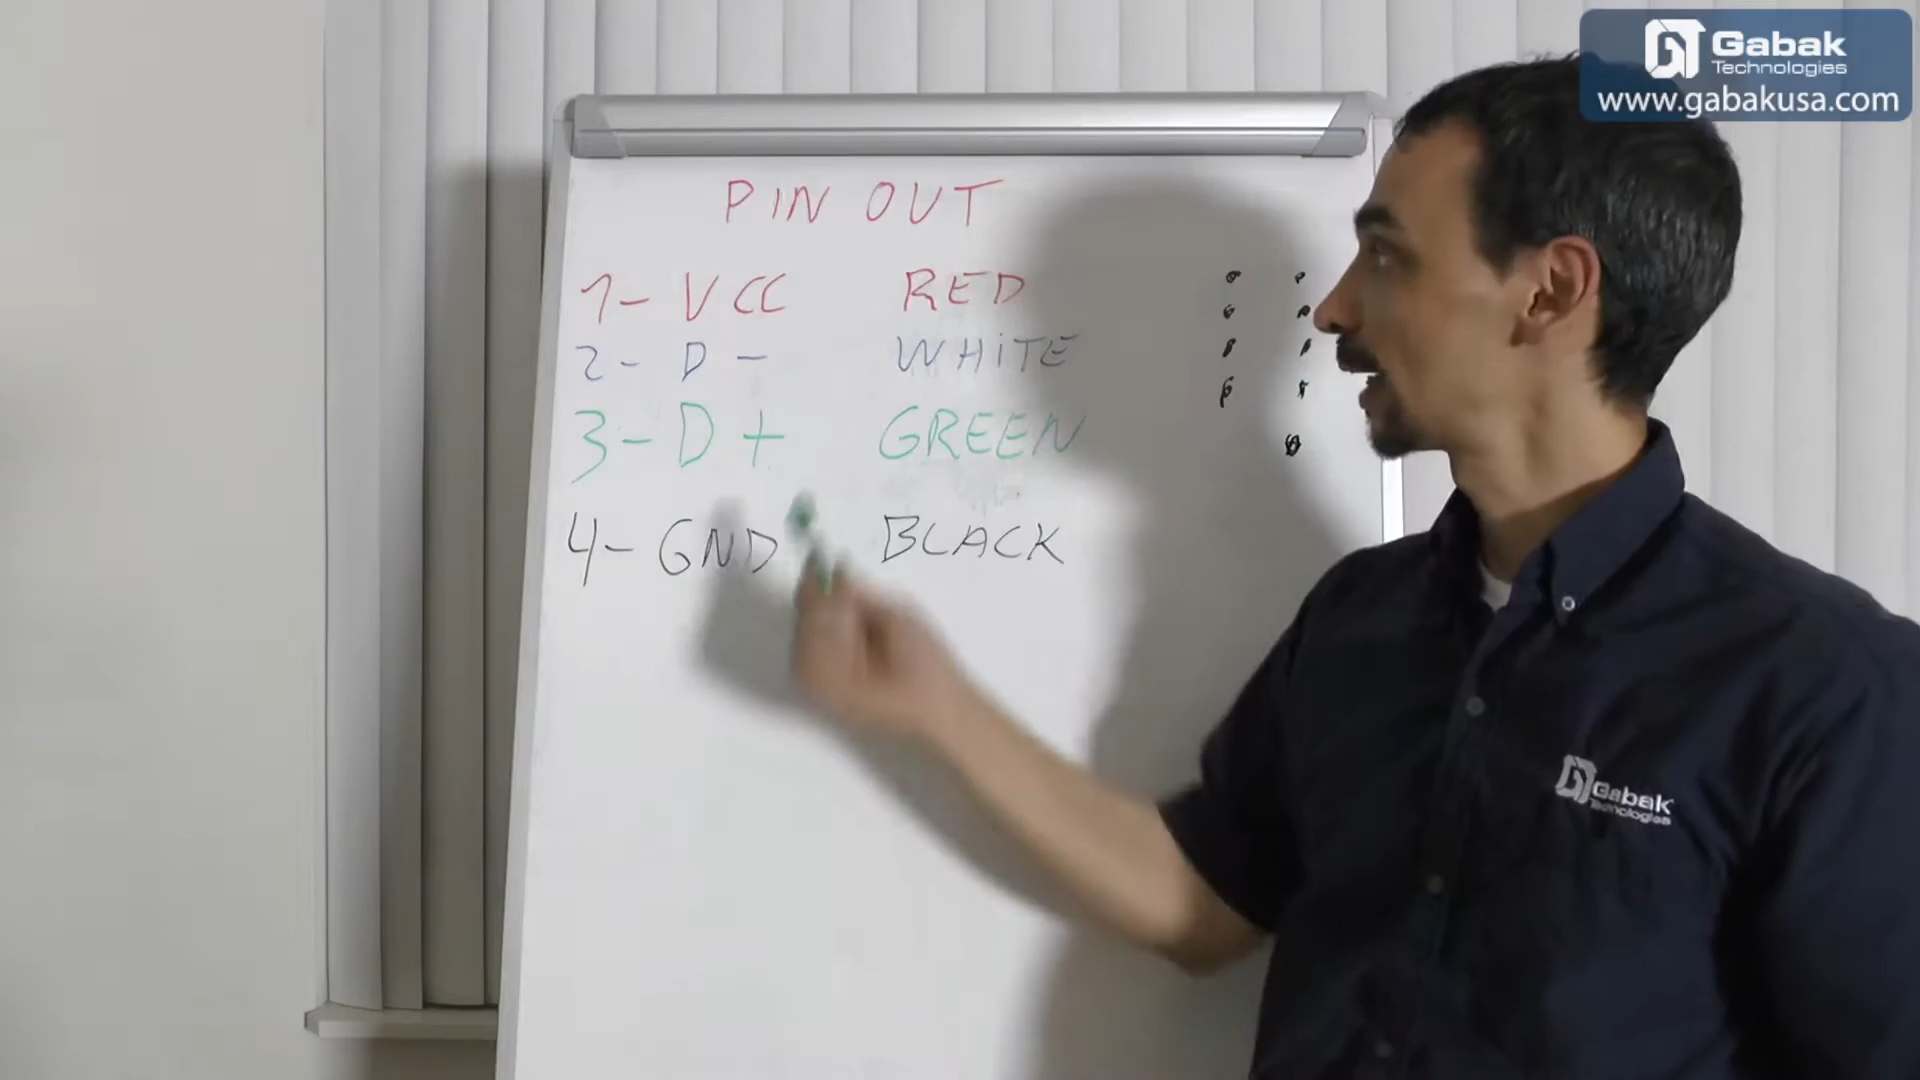 Gabak
Technologies
www.gabakusa.com
PIN OUT
1- VCC RED
2- D - WHITE
3- D + GREEN
4- GND BLACK
Gabak
Technologies